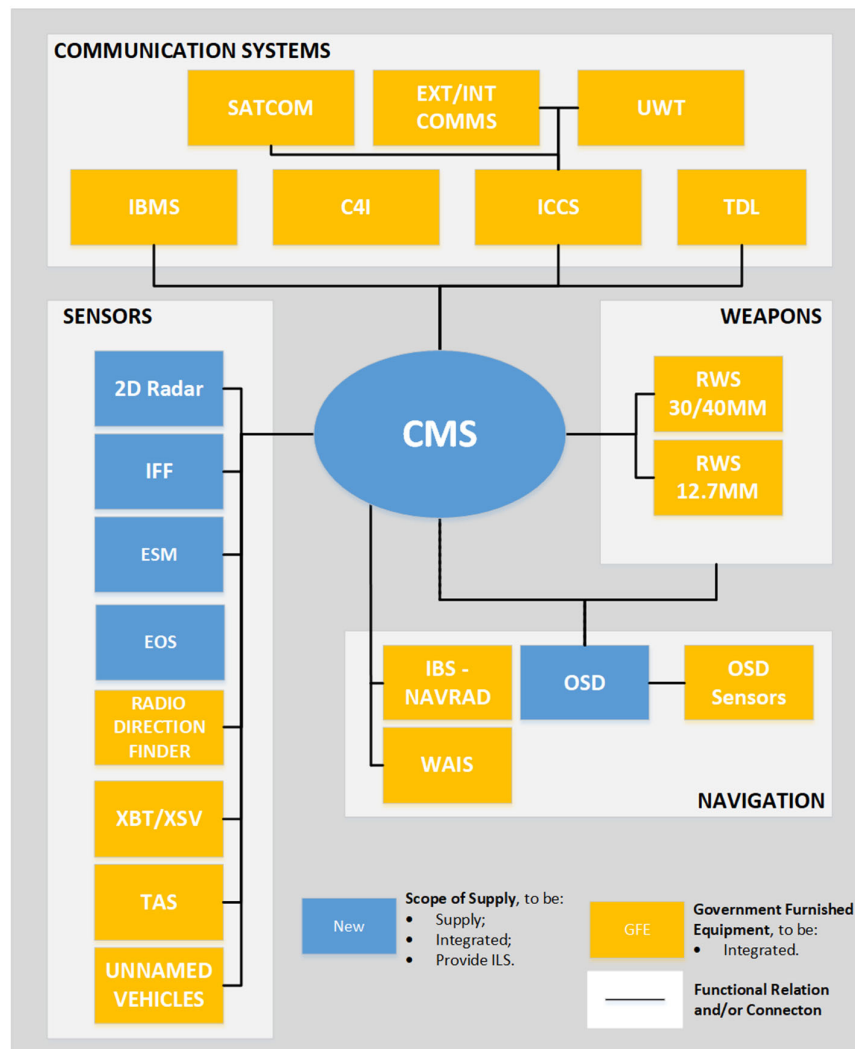 COMMUNICATION SYSTEMS
SATCOM
EXT/INT
COMMS
UWT
IBMS
C4I
ICCS
TDL
SENSORS
2D Radar
IFF
ESM
EOS
RADIO
DIRECTION
FINDER
XBT/XSV
TAS
UNNAMED
VEHICLES
CMS
WEAPONS
RWS
30/40MM
RWS
12.7MM
IBS -
NAVRAD
OSD
OSD
Sensors
WAIS
NAVIGATION
New
Scope of Supply, to be:
• Supply;
• Integrated;
• Provide ILS.
GFE
Government Furnished
Equipment, to be:
• Integrated.
Functional Relation
and/or Connecton